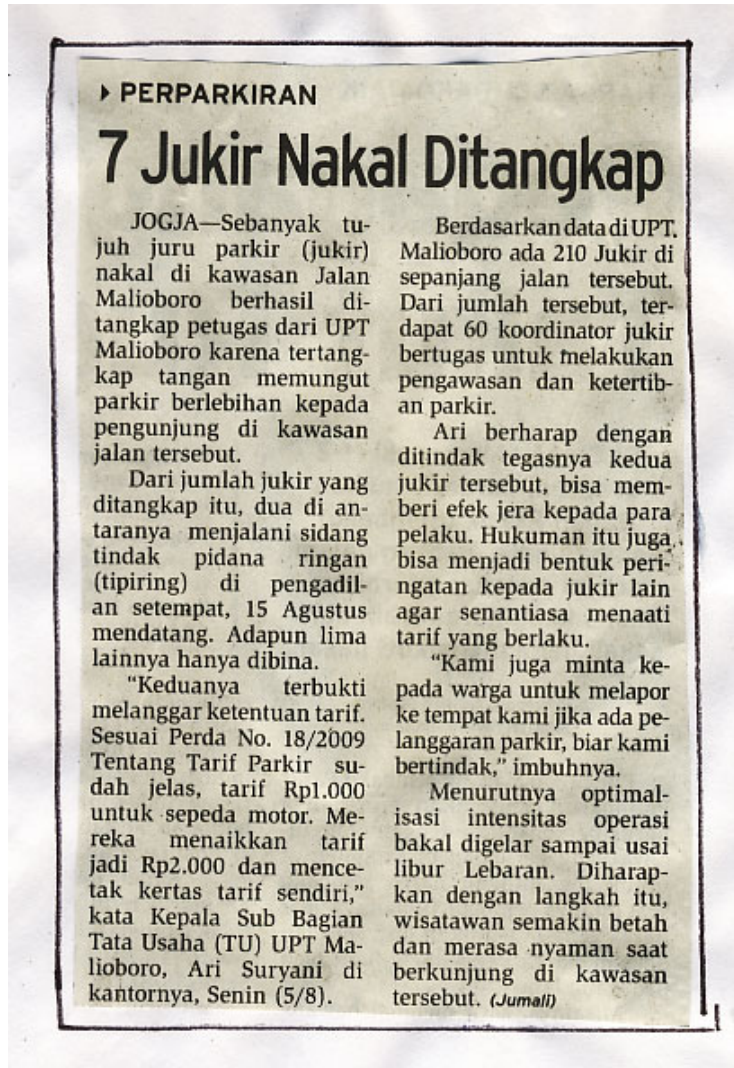 PERPARKIRAN
7 Jukir Nakal Ditangkap
JOGJA—Sebanyak tu-
juh juru parkir (jukir)
nakal di kawasan Jalan
Malioboro berhasil di-
tangkap petugas dari UPT
Malioboro karena tertang-
kap tangan memungut
parkir berlebihan kepada
pengunjung di kawasan
jalan tersebut.
Dari jumlah jukir yang
ditangkap itu, dua di an-
taranya menjalani sidang
tindak pidana ringan
(tipiring) di pengadil-
an setempat, 15 Agustus
mendatang. Adapun lima
lainnya hanya dibina.
“Keduanya terbukti
melanggar ketentuan tarif.
Sesuai Perda No. 18/2009
Tentang Tarif Parkir su-
dah jelas, tarif Rp1.000
untuk sepeda motor. Me-
reka menaikkan tarif
jadi Rp2.000 dan mence-
tak kertas tarif sendiri,”
kata Kepala Sub Bagian
Tata Usaha (TU) UPT Ma-
lioboro, Ari Suryani di
kantornya, Senin (5/8).
Berdasarkan data di UPT.
Malioboro ada 210 Jukir di
sepanjang jalan tersebut.
Dari jumlah tersebut, ter-
dapat 60 koordinator jukir
bertugas untuk melakukan
pengawasan dan ketertib-
an parkir.
Ari berharap dengan
ditindak tegasnya kedua
jukir tersebut, bisa mem-
beri efek jera kepada para
pelaku. Hukuman itu juga
bisa menjadi bentuk peri-
ngatan kepada jukir lain
agar senantiasa menaati
tarif yang berlaku.
“Kami juga minta ke-
pada warga untuk melapor
ke tempat kami jika ada pe-
langgaran parkir, biar kami
bertindak,” imbuhnya.
Menurutnya optimal-
isasi intensitas operasi
bakal digelar sampai usai
libur Lebaran. Diharap-
kan dengan langkah itu,
wisatawan semakin betah
dan merasa nyaman saat
berkunjung di kawasan
tersebut. (Jumali)